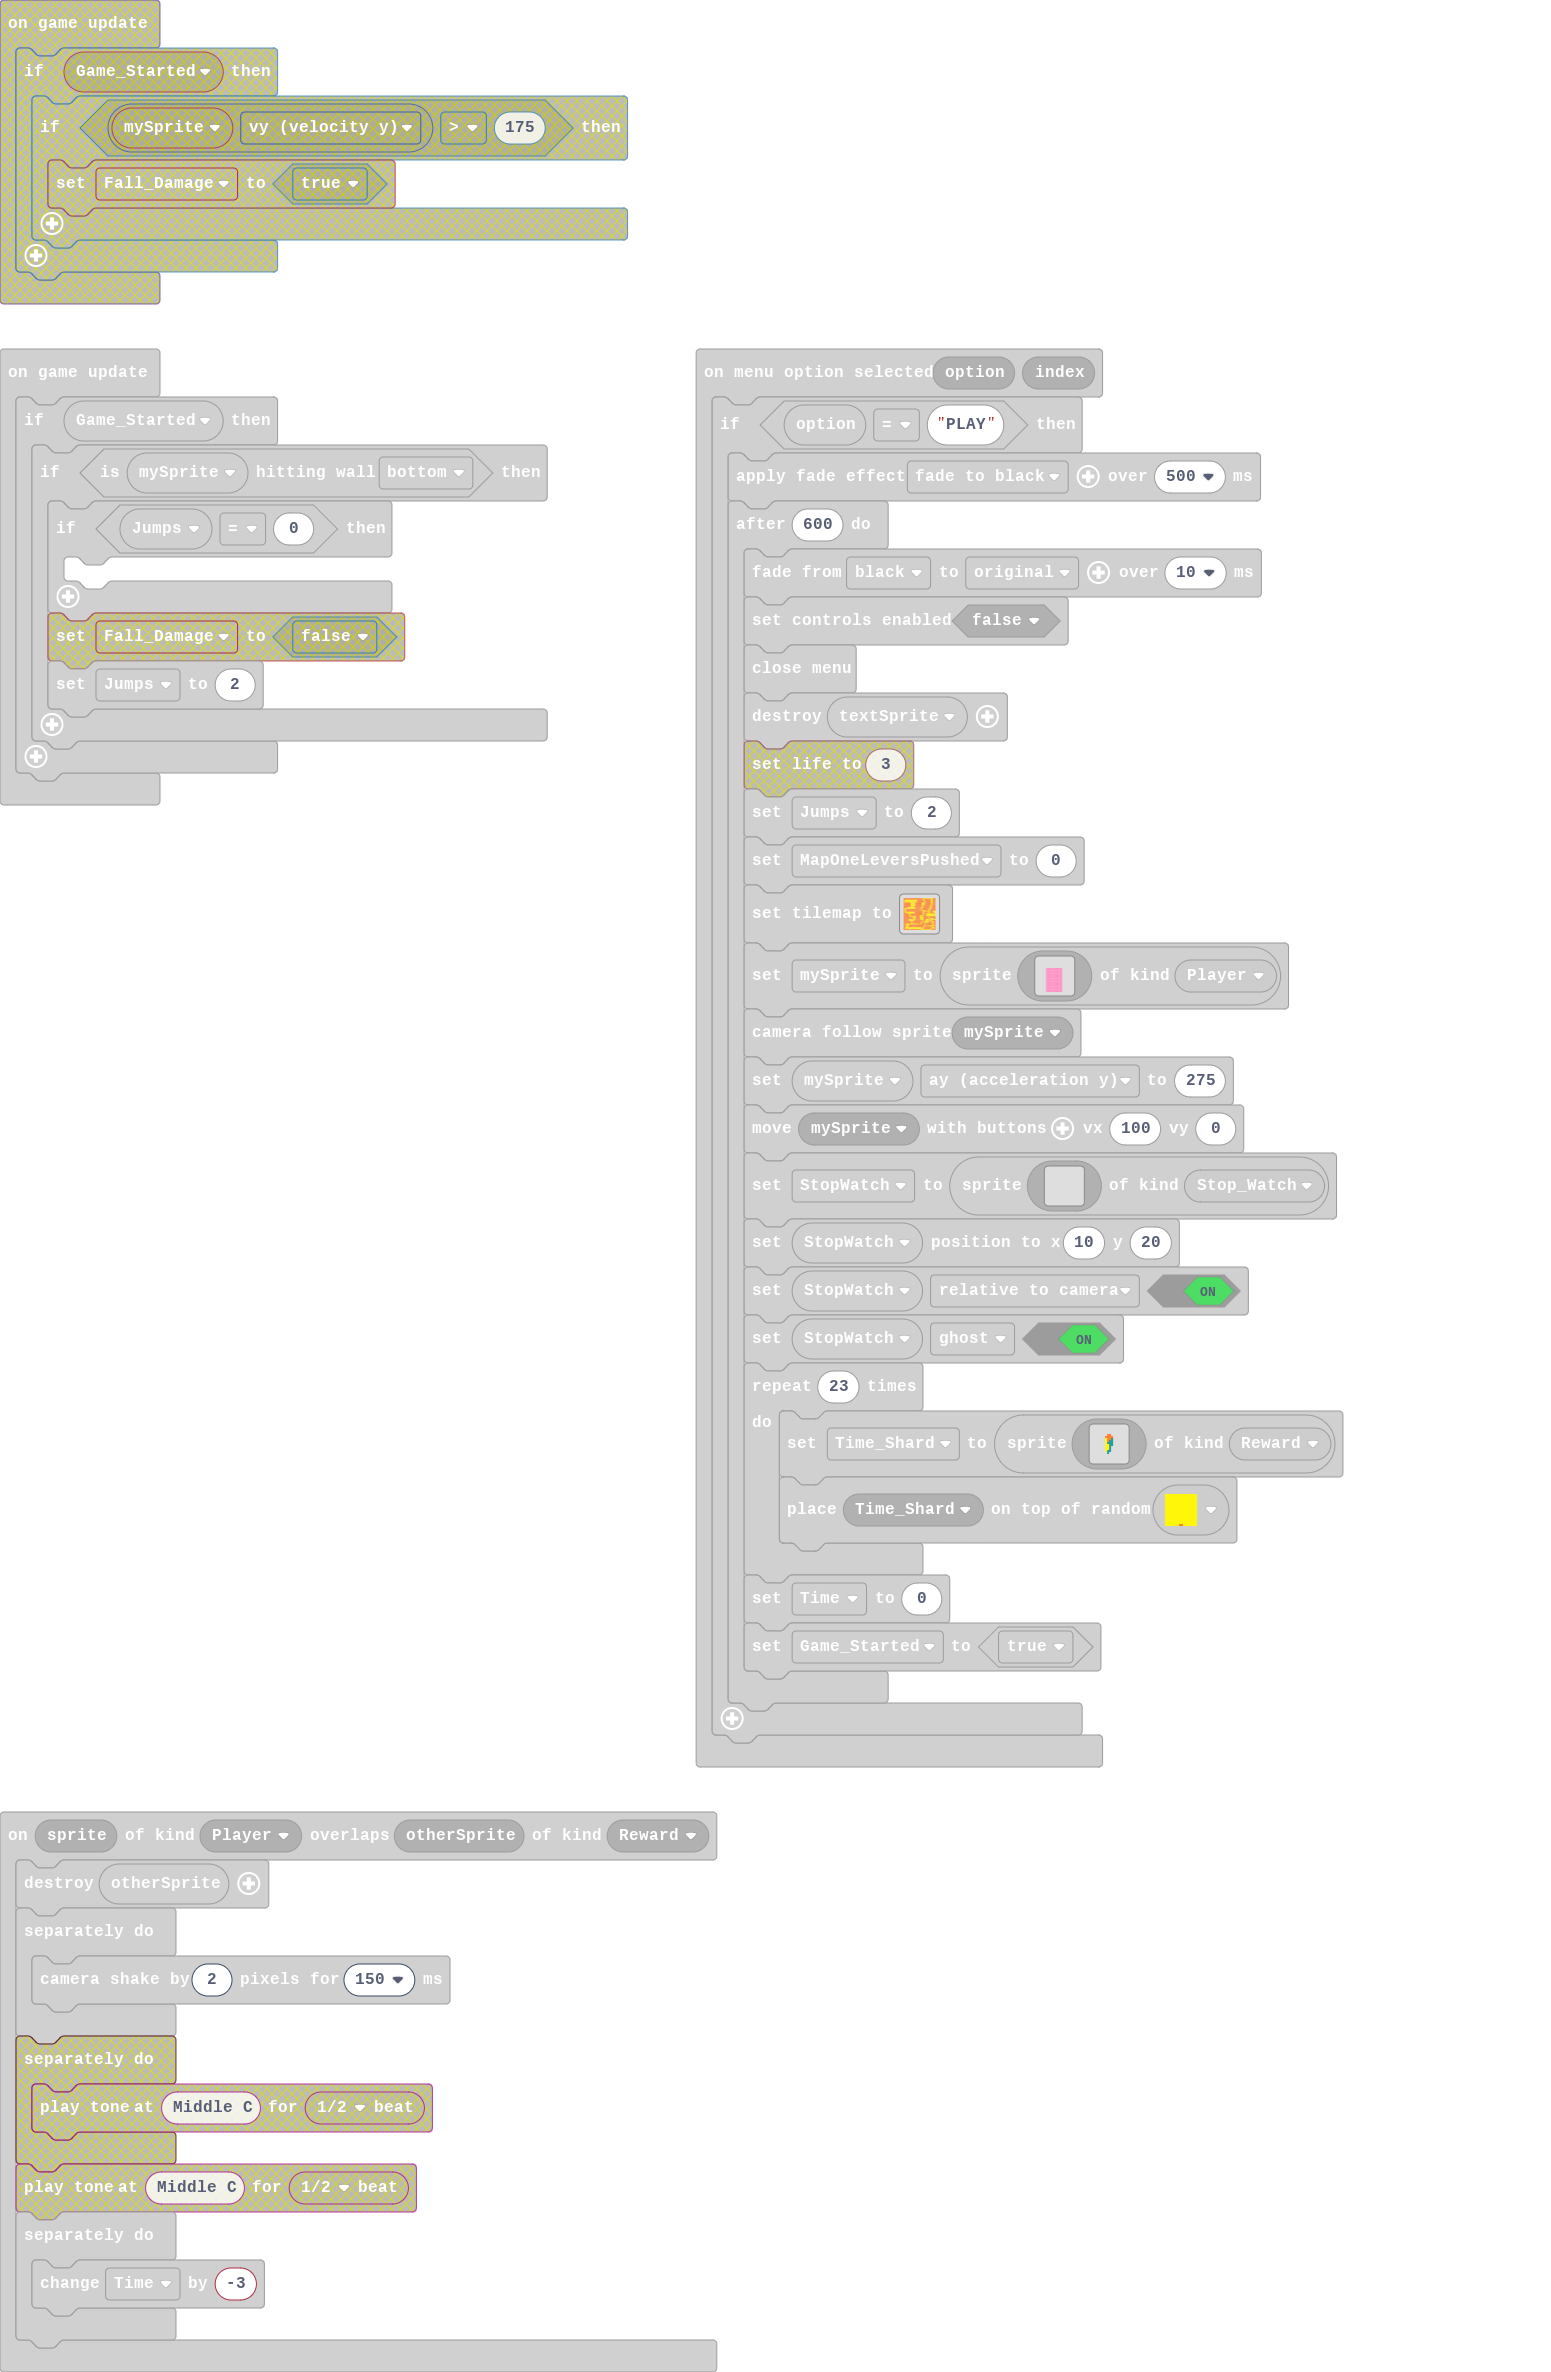 on game update
if Game_Started then
if mySprite vy (velocity y) > 175 then
set Fall_Damage to true
on game update
if Game_Started then
if is mySprite hitting wall bottom then
if Jumps = 0 then
set Fall_Damage to false
set Jumps to 2
on menu option selected option index
if option = "PLAY" then
apply fade effect fade to black over 500 ms
after 600 do
fade from black to original over 10 ms
set controls enabled false
close menu
destroy textSprite
set life to 3
set Jumps to 2
set MapOneLeversPushed to 0
set tilemap to
set mySprite to sprite of kind Player
camera follow sprite mySprite
set mySprite ay (acceleration y) to 275
move mySprite with buttons vx 100 vy 0
set StopWatch to sprite of kind Stop_Watch
set StopWatch position to x 10 y 20
set StopWatch relative to camera ON
set StopWatch ghost ON
repeat 23 times
do
set Time_Shard to sprite of kind Reward
place Time_Shard on top of random
set Time to 0
set Game_Started to true
on sprite of kind Player overlaps otherSprite of kind Reward
destroy otherSprite
separately do
camera shake by 2 pixels for 150 ms
separately do
play tone at Middle C for 1/2 beat
play tone at Middle C for 1/2 beat
separately do
change Time by -3